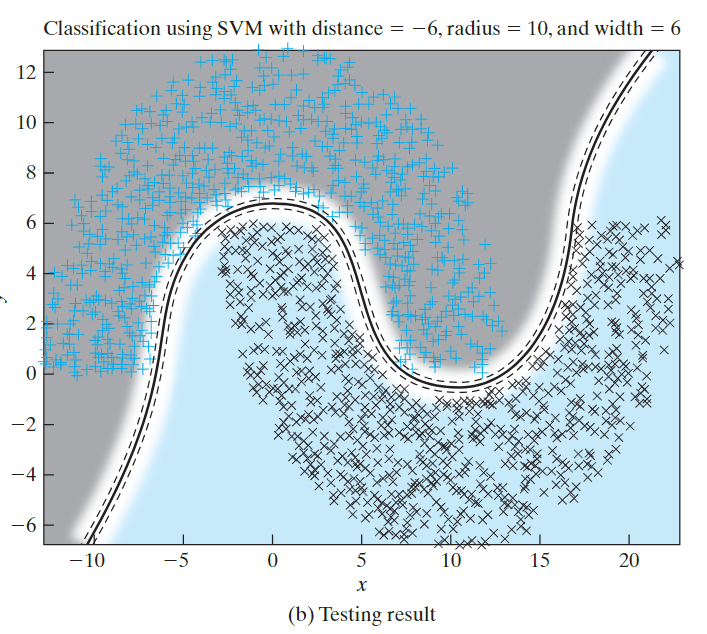 Classification using SVM with distance = −6, radius = 10, and width = 6
12
10
8
6
4
2
0
−2
−4
−6
−10 −5 0 5 10 15 20
x
(b) Testing result